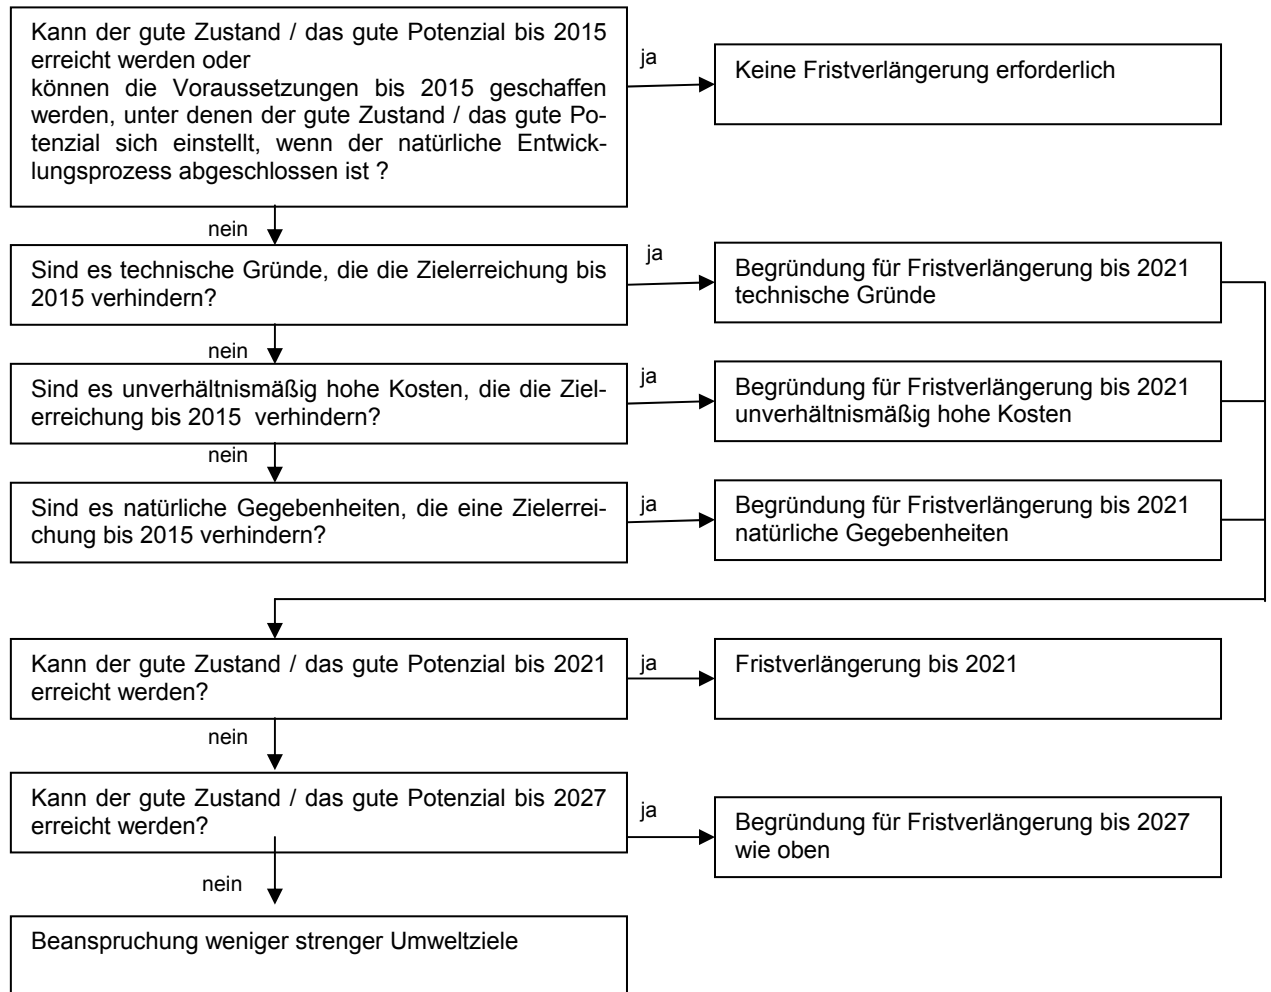 Kann der gute Zustand / das gute Potenzial bis 2015
erreicht werden oder
können die Voraussetzungen bis 2015 geschaffen
werden, unter denen der gute Zustand / das gute Po-
tenzial sich einstellt, wenn der natürliche Entwick-
lungsprozess abgeschlossen ist ?
ja
Keine Fristverlängerung erforderlich
nein
Sind es technische Gründe, die die Zielerreichung bis
2015 verhindern?
ja
Begründung für Fristverlängerung bis 2021
technische Gründe
nein
Sind es unverhältnismäßig hohe Kosten, die die Ziel-
erreichung bis 2015  verhindern?
ja
Begründung für Fristverlängerung bis 2021
unverhältnismäßig hohe Kosten
nein
Sind es natürliche Gegebenheiten, die eine Zielerrei-
chung bis 2015 verhindern?
ja
Begründung für Fristverlängerung bis 2021
natürliche Gegebenheiten
Kann der gute Zustand / das gute Potenzial bis 2021
erreicht werden?
ja
Fristverlängerung bis 2021
nein
Kann der gute Zustand / das gute Potenzial bis 2027
erreicht werden?
ja
Begründung für Fristverlängerung bis 2027
wie oben
nein
Beanspruchung weniger strenger Umweltziele